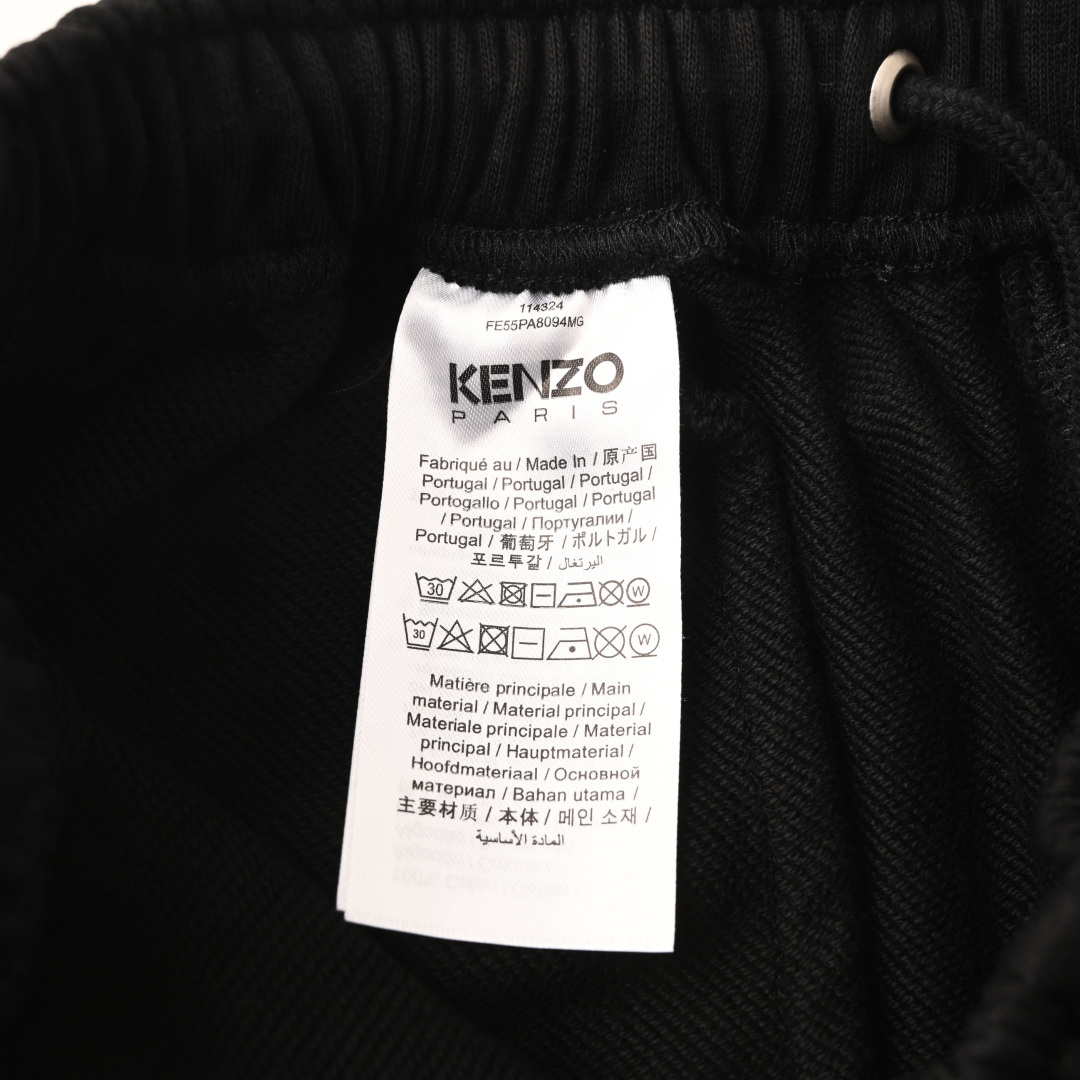 114324
FE55PA8094MG
KENZO
PARIS
Fabriqué au / Made In / 原产国
Portugal / Portugal / Portugal /
Portogallo / Portugal / Portugal
/ Portugal / Португалии /
Portugal / 葡萄牙 / ポルトガル /
포르투갈 / البرتغال
30 W
30 W
Matière principale / Main
material / Material principal /
Materiale principale / Material
principal / Hauptmaterial /
Hoofdmateriaal / Основной
материал / Bahan utama /
主要材质 / 本体 / 메인 소재 /
المادة الأساسية